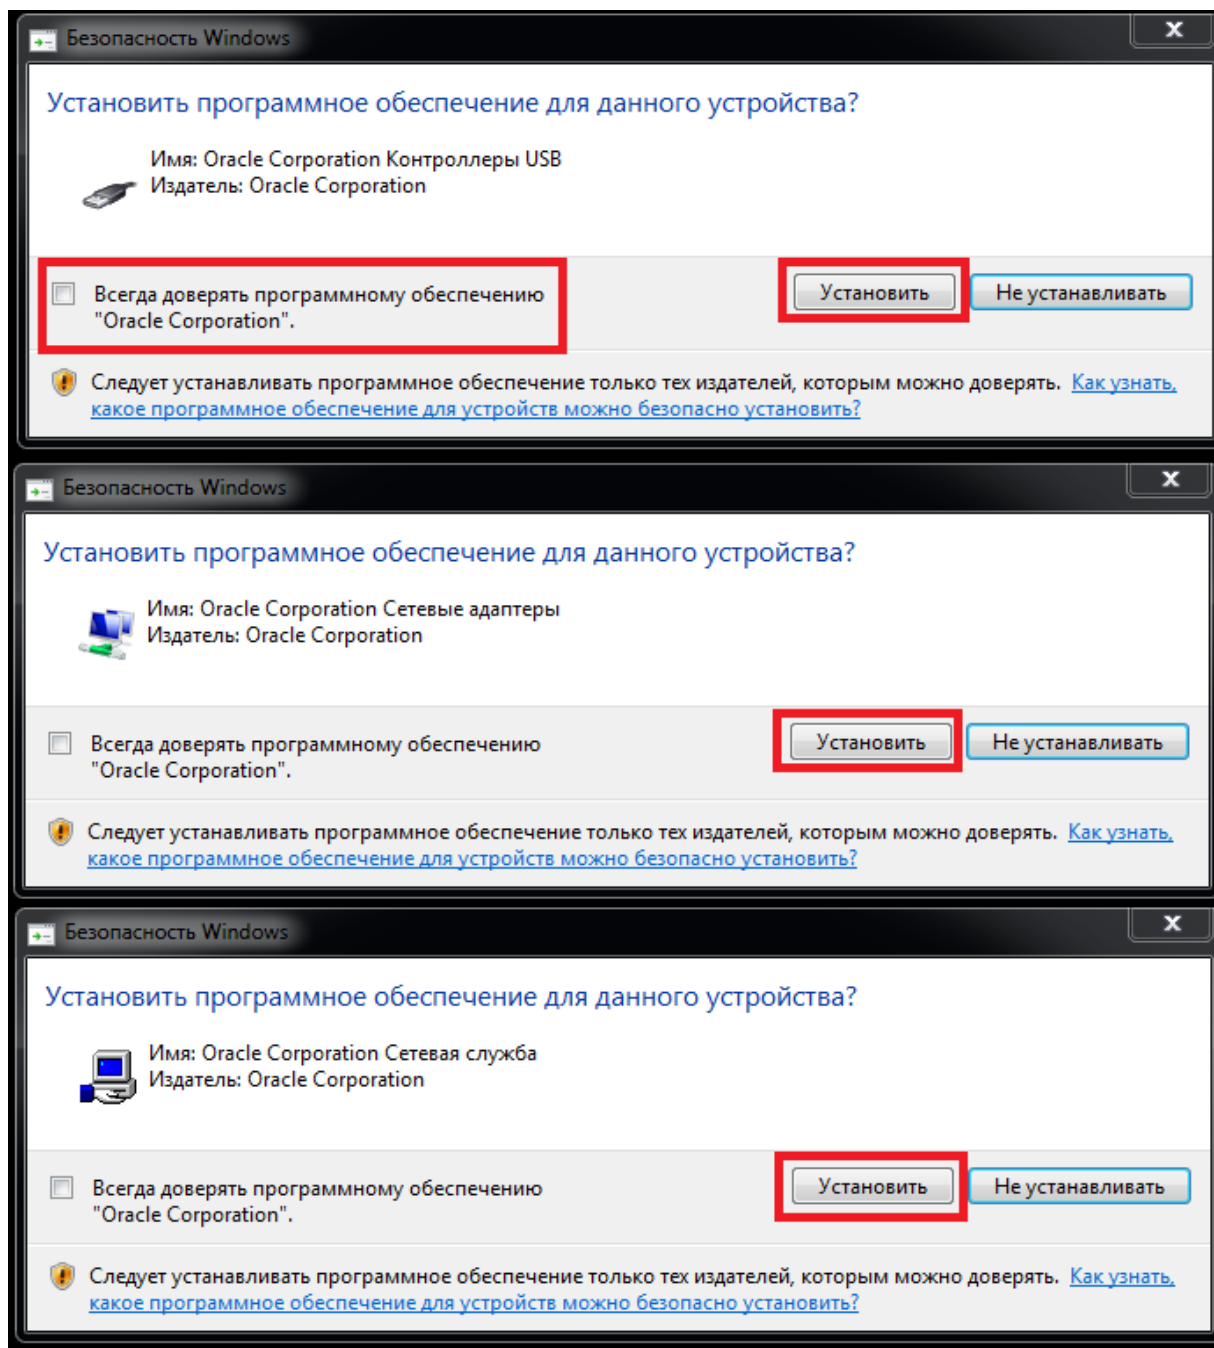 Безопасность Windows
Установить программное обеспечение для данного устройства?
Имя: Oracle Corporation Контроллеры USB
Издатель: Oracle Corporation
Всегда доверять программному обеспечению
"Oracle Corporation".
Установить
Не устанавливать
Следует устанавливать программное обеспечение только тех издателей, которым можно доверять. Как узнать,
какое программное обеспечение для устройств можно безопасно установить?
Безопасность Windows
Установить программное обеспечение для данного устройства?
Имя: Oracle Corporation Сетевые адаптеры
Издатель: Oracle Corporation
Всегда доверять программному обеспечению
"Oracle Corporation".
Установить
Не устанавливать
Следует устанавливать программное обеспечение только тех издателей, которым можно доверять. Как узнать,
какое программное обеспечение для устройств можно безопасно установить?
Безопасность Windows
Установить программное обеспечение для данного устройства?
Имя: Oracle Corporation Сетевая служба
Издатель: Oracle Corporation
Всегда доверять программному обеспечению
"Oracle Corporation".
Установить
Не устанавливать
Следует устанавливать программное обеспечение только тех издателей, которым можно доверять. Как узнать,
какое программное обеспечение для устройств можно безопасно установить?